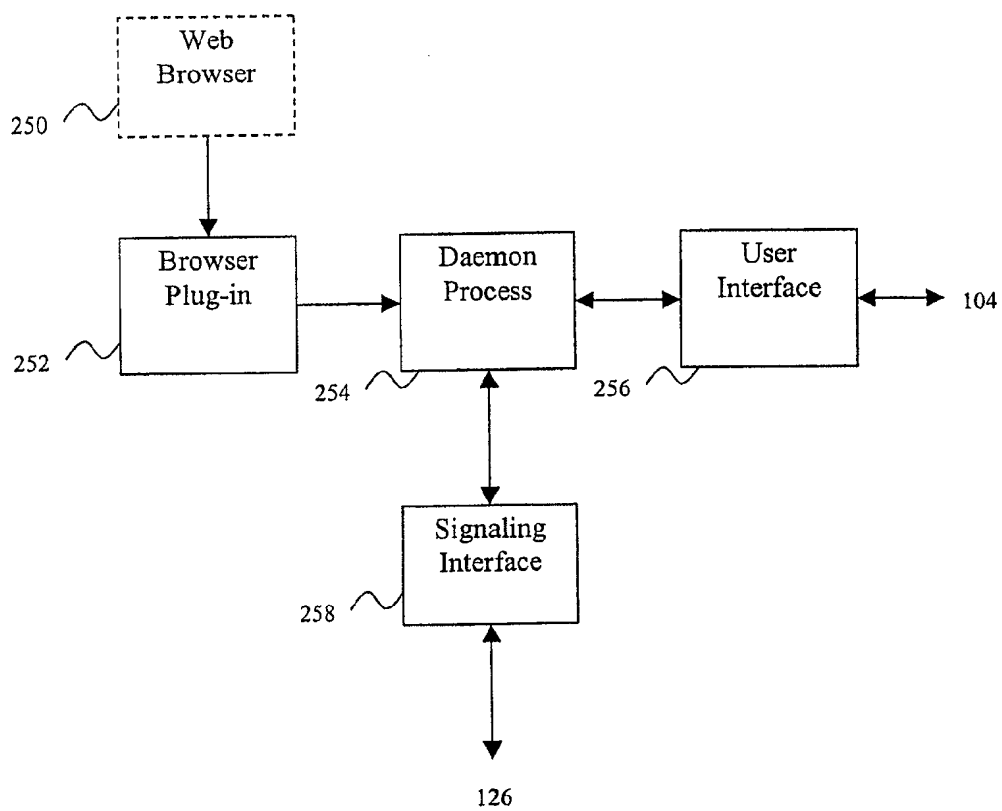 Web
Browser
250
Browser
Plug-in
252
Daemon
Process
254
User
Interface
256
104
Signaling
Interface
258
126